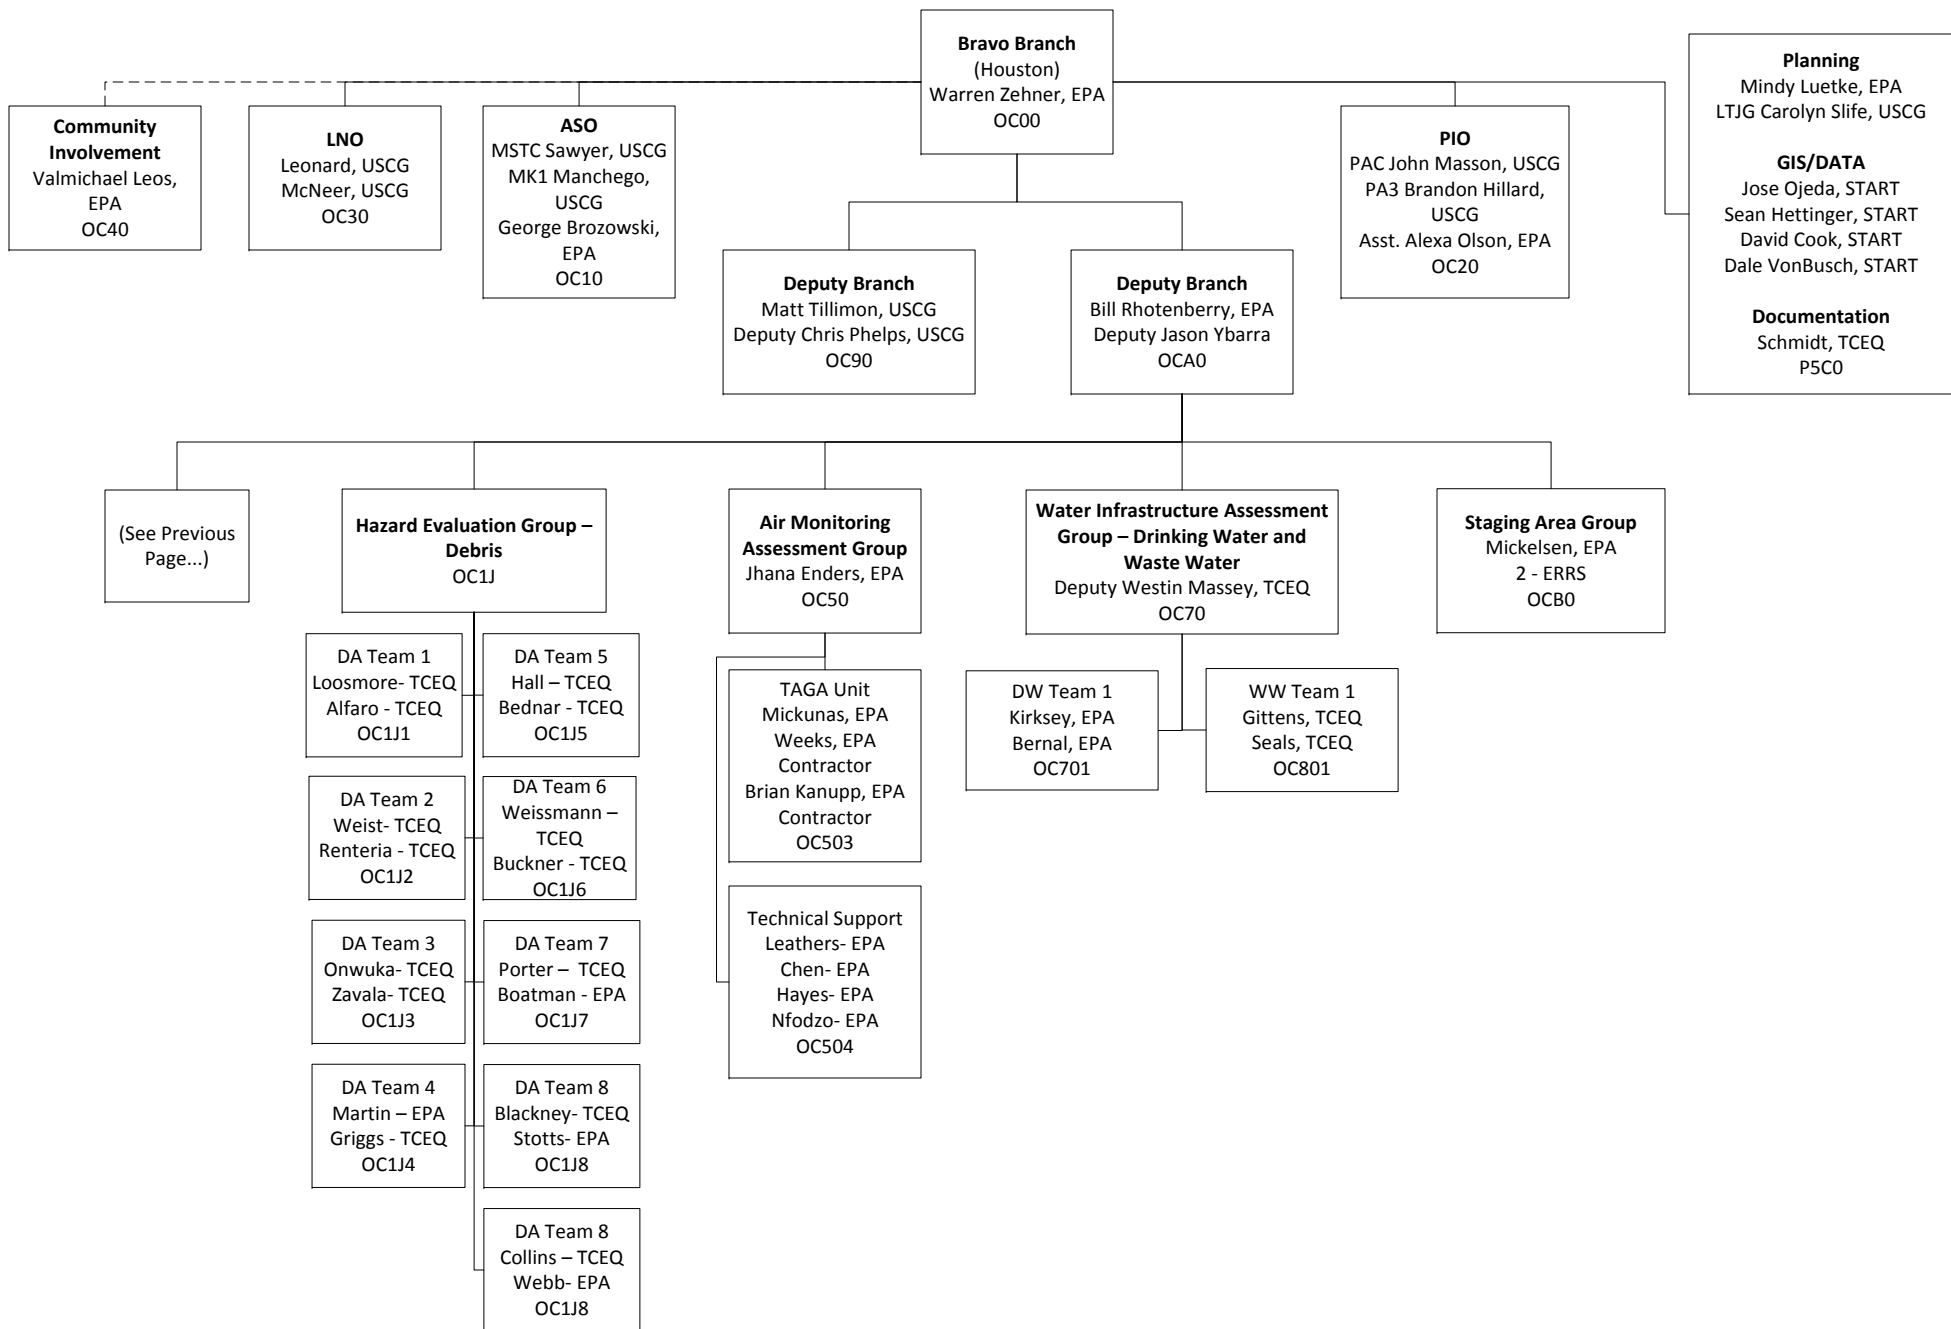 Bravo Branch
(Houston)
Warren Zehner, EPA
OC00
Community
Involvement
Valmichael Leos,
EPA
OC40
LNO
Leonard, USCG
McNeer, USCG
OC30
ASO
MSTC Sawyer, USCG
MK1 Manchego,
USCG
George Brozowski,
EPA
OC10
PIO
PAC John Masson, USCG
PA3 Brandon Hillard,
USCG
Asst. Alexa Olson, EPA
OC20
Planning
Mindy Luetke, EPA
LTJG Carolyn Slife, USCG
GIS/DATA
Jose Ojeda, START
Sean Hettinger, START
David Cook, START
Dale VonBusch, START
Documentation
Schmidt, TCEQ
P5C0
Deputy Branch
Matt Tillimon, USCG
Deputy Chris Phelps, USCG
OC90
Deputy Branch
Bill Rhotenberry, EPA
Deputy Jason Ybarra
OCA0
(See Previous
Page...)
Hazard Evaluation Group –
Debris
OC1J
Air Monitoring
Assessment Group
Jhana Enders, EPA
OC50
Water Infrastructure Assessment
Group – Drinking Water and
Waste Water
Deputy Westin Massey, TCEQ
OC70
Staging Area Group
Mickelsen, EPA
2 - ERRS
OCB0
DA Team 1
Loosmore- TCEQ
Alfaro - TCEQ
OC1J1
DA Team 5
Hall – TCEQ
Bednar - TCEQ
OC1J5
DA Team 2
Weist- TCEQ
Renteria - TCEQ
OC1J2
DA Team 6
Weissmann –
TCEQ
Buckner - TCEQ
OC1J6
DA Team 3
Onwuka- TCEQ
Zavala- TCEQ
OC1J3
DA Team 7
Porter – TCEQ
Boatman - EPA
OC1J7
DA Team 4
Martin – EPA
Griggs - TCEQ
OC1J4
DA Team 8
Blackney- TCEQ
Stotts- EPA
OC1J8
DA Team 8
Collins – TCEQ
Webb- EPA
OC1J8
TAGA Unit
Mickunas, EPA
Weeks, EPA
Contractor
Brian Kanupp, EPA
Contractor
OC503
Technical Support
Leathers- EPA
Chen- EPA
Hayes- EPA
Nfodzo- EPA
OC504
DW Team 1
Kirksey, EPA
Bernal, EPA
OC701
WW Team 1
Gittens, TCEQ
Seals, TCEQ
OC801